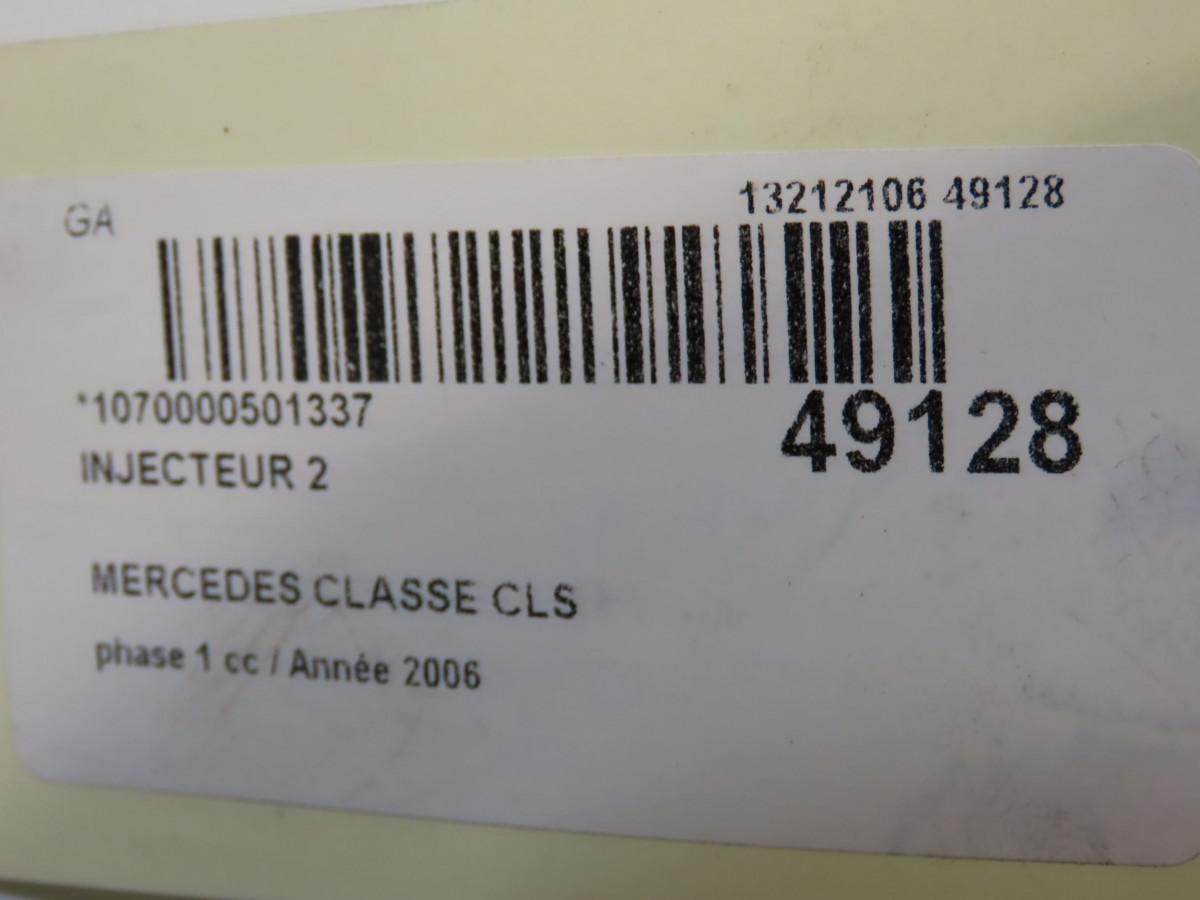 GA
13212106 49128
*1070000501337
49128
INJECTEUR 2
MERCEDES CLASSE CLS
phase 1 cc / Année 2006